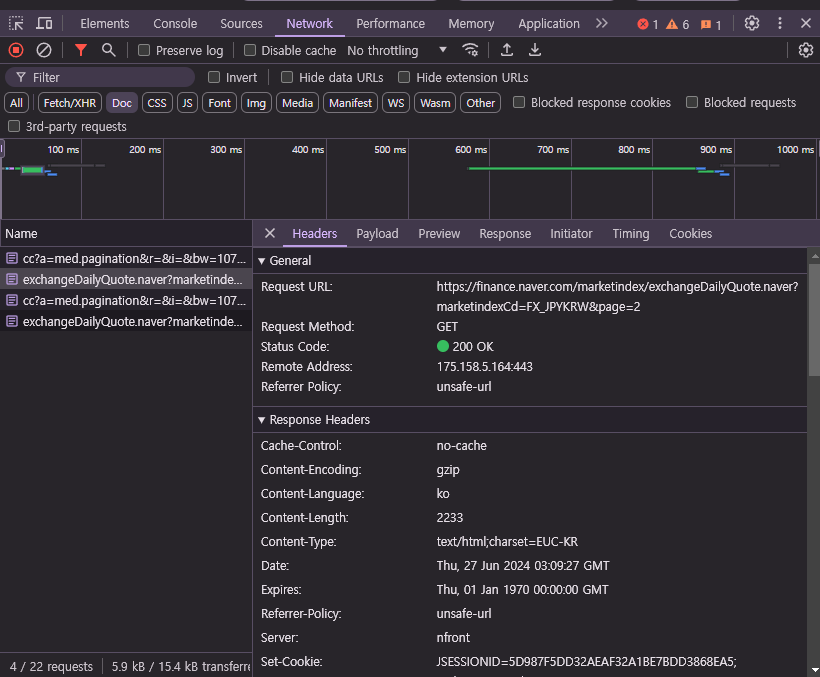 Elements Console Sources Network Performance Memory Application 1 6 1
Preserve log Disable cache No throttling
Filter Invert Hide data URLs Hide extension URLs
All Fetch/XHR Doc CSS JS Font Img Media Manifest WS Wasm Other Blocked response cookies Blocked requests
3rd-party requests
100 ms 200 ms 300 ms 400 ms 500 ms 600 ms 700 ms 800 ms 900 ms 1000 ms
Name Headers Payload Preview Response Initiator Timing Cookies
cc?a=med.pagination&r=&i=&bw=107...
exchangeDailyQuote.naver?marketinde...
cc?a=med.pagination&r=&i=&bw=107...
exchangeDailyQuote.naver?marketinde...
General
Request URL: https://finance.naver.com/marketindex/exchangeDailyQuote.naver?
marketindexCd=FX_JPYKRW&page=2
Request Method: GET
Status Code: 200 OK
Remote Address: 175.158.5.164:443
Referrer Policy: unsafe-url
Response Headers
Cache-Control: no-cache
Content-Encoding: gzip
Content-Language: ko
Content-Length: 2233
Content-Type: text/html;charset=EUC-KR
Date: Thu, 27 Jun 2024 03:09:27 GMT
Expires: Thu, 01 Jan 1970 00:00:00 GMT
Referrer-Policy: unsafe-url
Server: nfront
Set-Cookie: JSESSIONID=5D987F5DD32AEAF32A1BE7BDD3868EA5;
4 / 22 requests 5.9 kB / 15.4 kB transferre